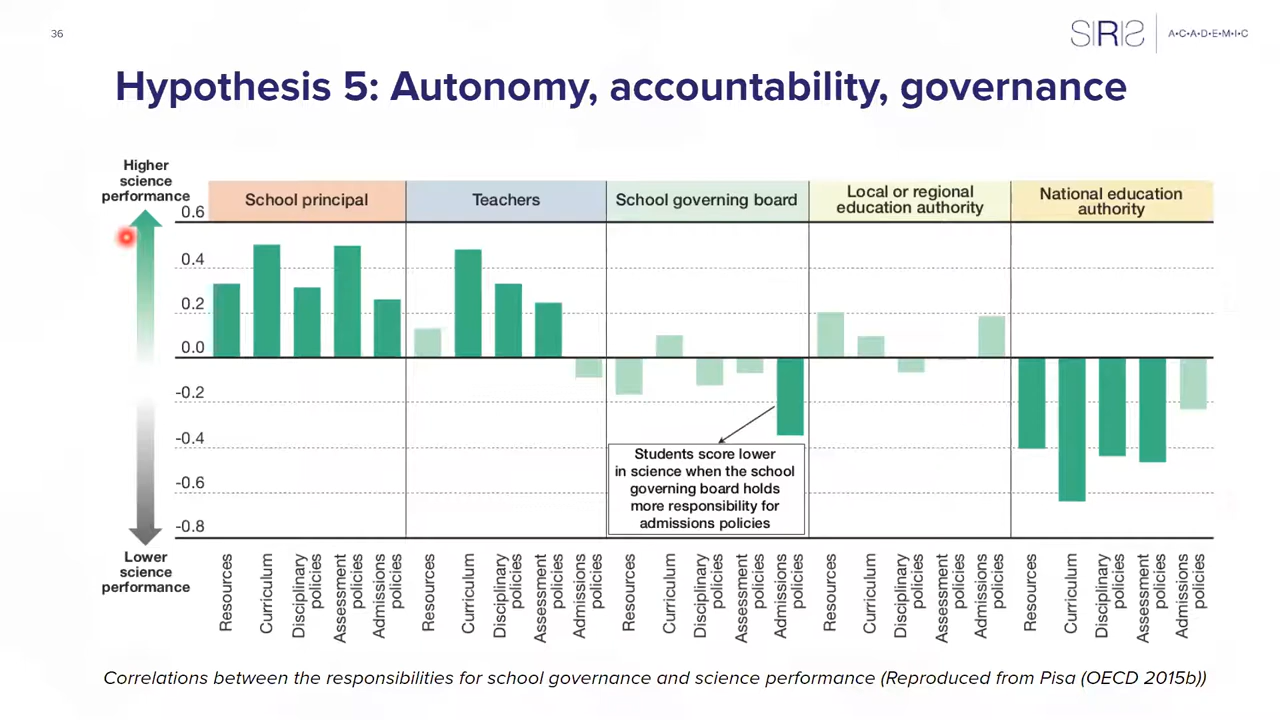 36
SIRIS
A•C•A•D•E•M•I•C
Hypothesis 5: Autonomy, accountability, governance
Higher
science
performance
School principal
Teachers
School governing board
Local or regional
education authority
National education
authority
0.6
0.4
0.2
0.0
-0.2
-0.4
-0.6
-0.8
Students score lower
in science when the school
governing board holds
more responsibility for
admissions policies
Lower
science
performance
Resources
Curriculum
Disciplinary
policies
Assessment
policies
Admissions
policies
Resources
Curriculum
Disciplinary
policies
Assessment
policies
Admissions
policies
Resources
Curriculum
Disciplinary
policies
Assessment
policies
Admissions
policies
Resources
Curriculum
Disciplinary
policies
Assessment
policies
Admissions
policies
Resources
Curriculum
Disciplinary
policies
Assessment
policies
Admissions
policies
Correlations between the responsibilities for school governance and science performance (Reproduced from Pisa (OECD 2015b))